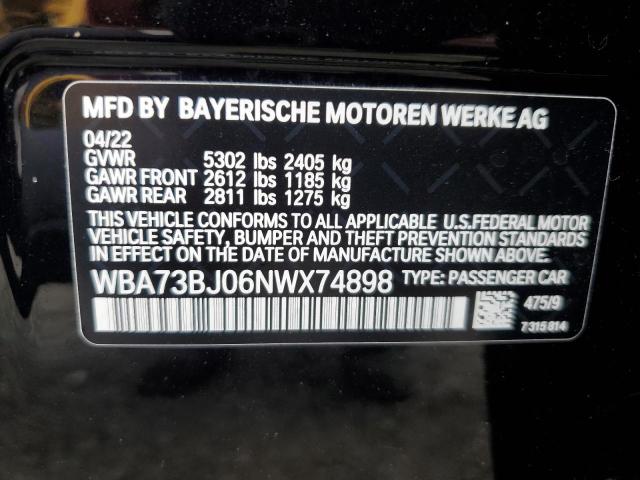 MFD BY BAYERISCHE MOTOREN WERKE AG
04/22
GVWR 5302 lbs 2405 kg
GAWR FRONT 2612 lbs 1185 kg
GAWR REAR 2811 lbs 1275 kg
THIS VEHICLE CONFORMS TO ALL APPLICABLE U.S.FEDERAL MOTOR
VEHICLE SAFETY, BUMPER AND THEFT PREVENTION STANDARDS
IN EFFECT ON THE DATE OF MANUFACTURE SHOWN ABOVE.
WBA73BJ06NWX74898 TYPE: PASSENGER CAR
475/9
7 315 814